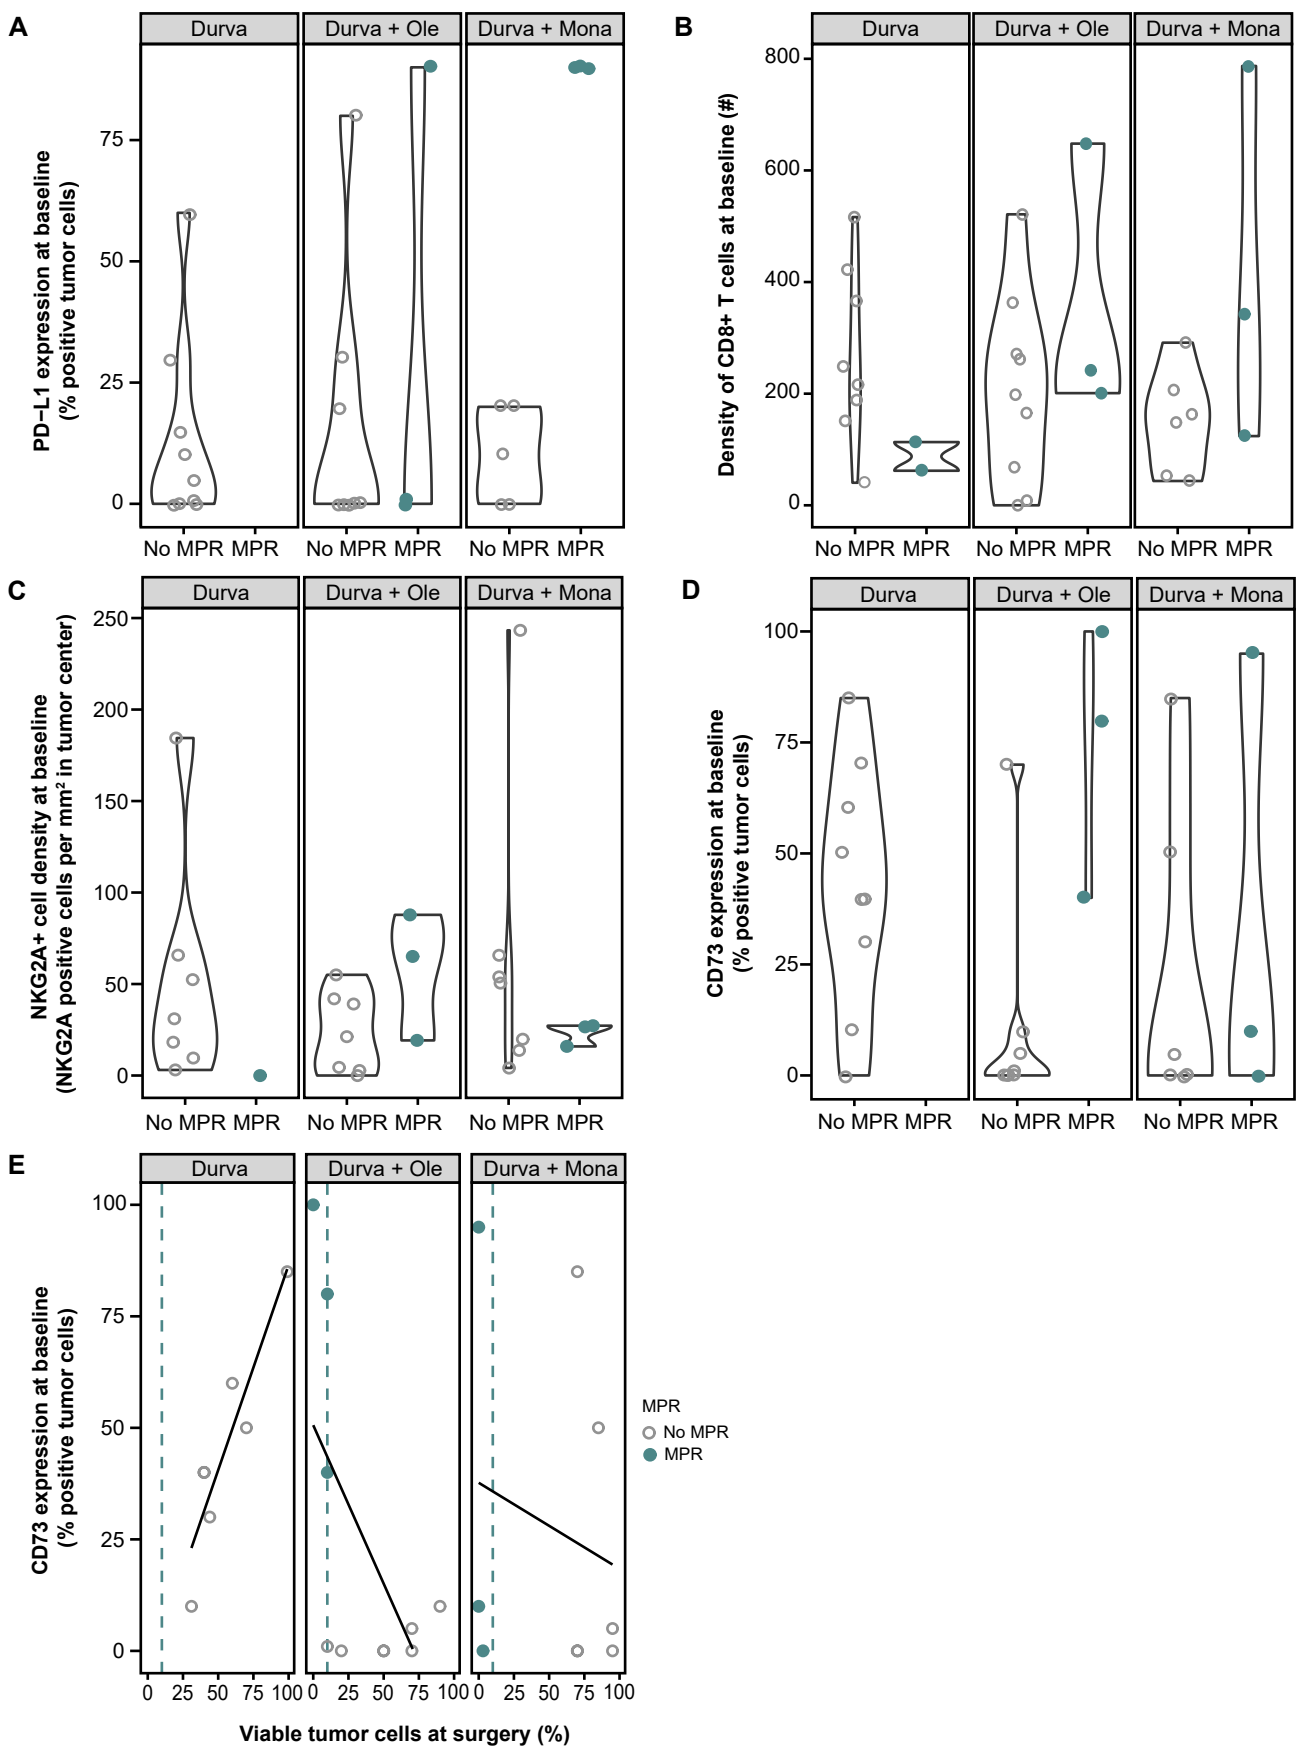 A
Durva
Durva + Ole
Durva + Mona
PD−L1 expression at baseline
(% positive tumor cells)
75
50
25
0
No MPR MPR
No MPR MPR
No MPR MPR
B
Durva
Durva + Ole
Durva + Mona
Density of CD8+ T cells at baseline (#)
800
600
400
200
0
No MPR MPR
No MPR MPR
No MPR MPR
C
Durva
Durva + Ole
Durva + Mona
NKG2A+ cell density at baseline
(NKG2A positive cells per mm² in tumor center)
250
200
150
100
50
0
No MPR MPR
No MPR MPR
No MPR MPR
D
Durva
Durva + Ole
Durva + Mona
CD73 expression at baseline
(% positive tumor cells)
100
75
50
25
0
No MPR MPR
No MPR MPR
No MPR MPR
E
Durva
Durva + Ole
Durva + Mona
CD73 expression at baseline
(% positive tumor cells)
100
75
50
25
0
0 25 50 75 100
0 25 50 75 100
0 25 50 75 100
Viable tumor cells at surgery (%)
MPR
No MPR
MPR